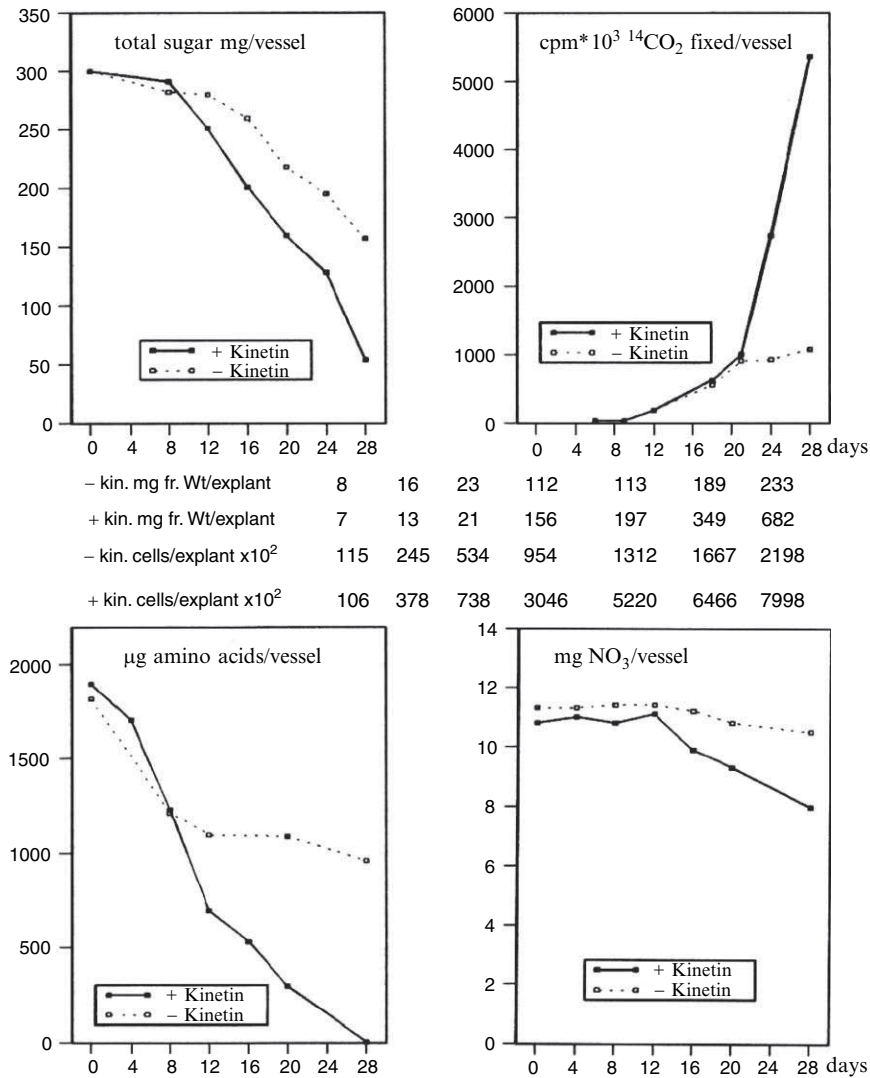 total sugar mg/vessel
350
300
250
200
150
100
50
0
+ Kinetin
– Kinetin
0 4 8 12 16 20 24 28
cpm*10³ ¹⁴CO₂ fixed/vessel
6000
5000
4000
3000
2000
1000
0
+ Kinetin
– Kinetin
0 4 8 12 16 20 24 28 days
– kin. mg fr. Wt/explant 8 16 23 112 113 189 233
+ kin. mg fr. Wt/explant 7 13 21 156 197 349 682
– kin. cells/explant x10² 115 245 534 954 1312 1667 2198
+ kin. cells/explant x10² 106 378 738 3046 5220 6466 7998
µg amino acids/vessel
2000
1500
1000
500
0
+ Kinetin
– Kinetin
0 4 8 12 16 20 24 28
mg NO₃/vessel
14
12
10
8
6
4
2
0
+ Kinetin
– Kinetin
0 4 8 12 16 20 24 28 days